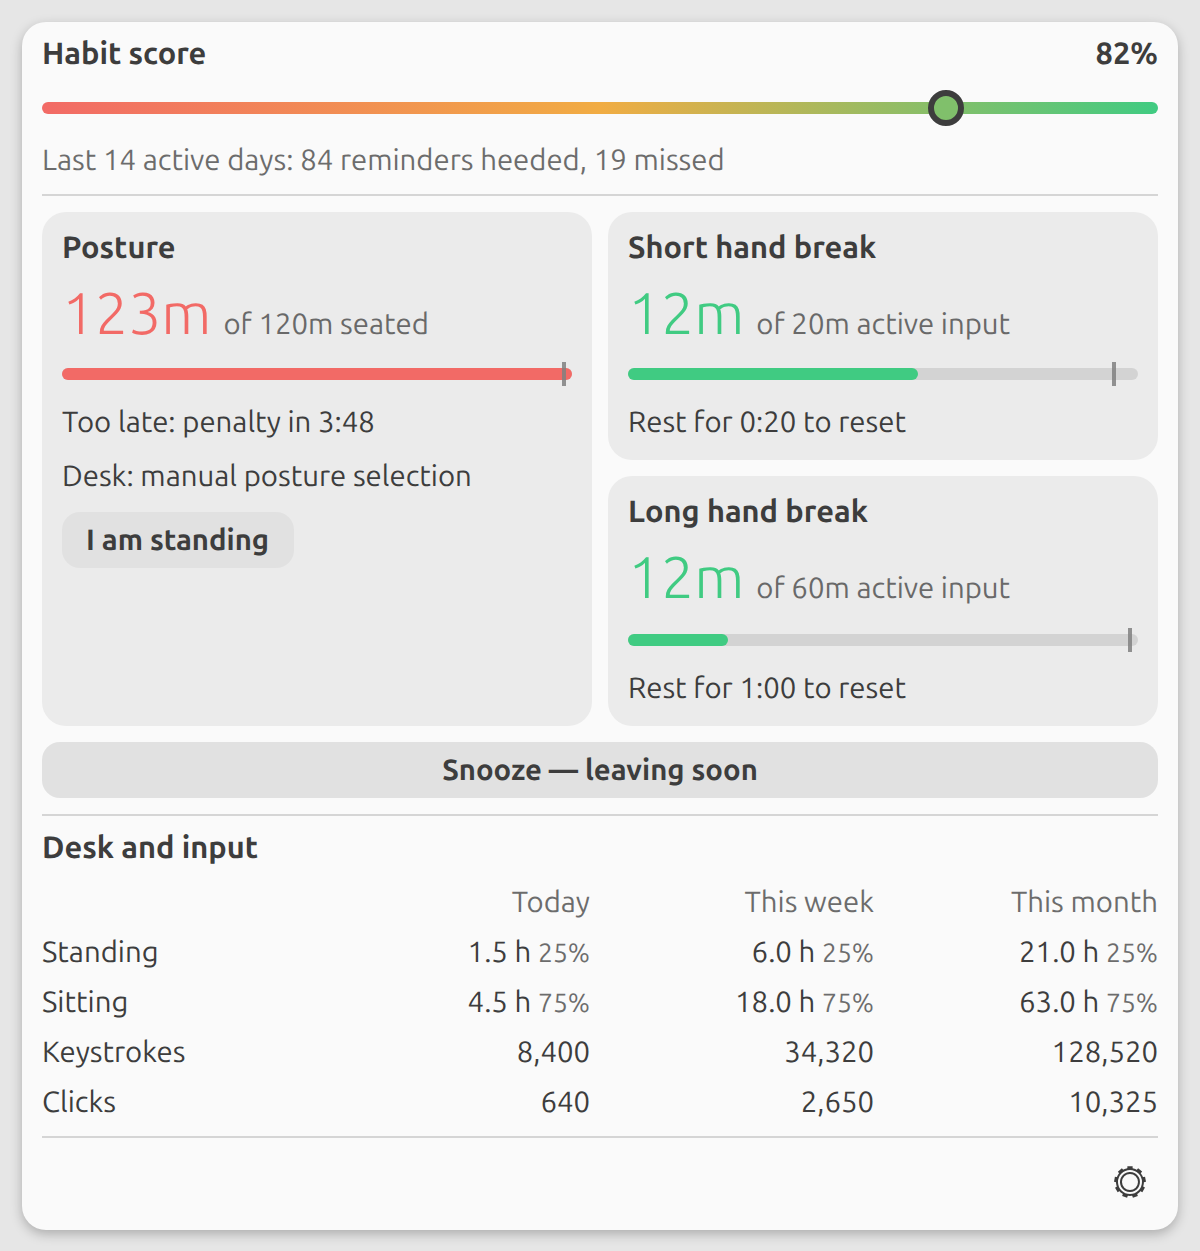 Habit score 82%
Last 14 active days: 84 reminders heeded, 19 missed
Posture
123m of 120m seated
Too late: penalty in 3:48
Desk: manual posture selection
I am standing
Short hand break
12m of 20m active input
Rest for 0:20 to reset
Long hand break
12m of 60m active input
Rest for 1:00 to reset
Snooze — leaving soon
Desk and input
Today This week This month
Standing 1.5 h 25% 6.0 h 25% 21.0 h 25%
Sitting 4.5 h 75% 18.0 h 75% 63.0 h 75%
Keystrokes 8,400 34,320 128,520
Clicks 640 2,650 10,325